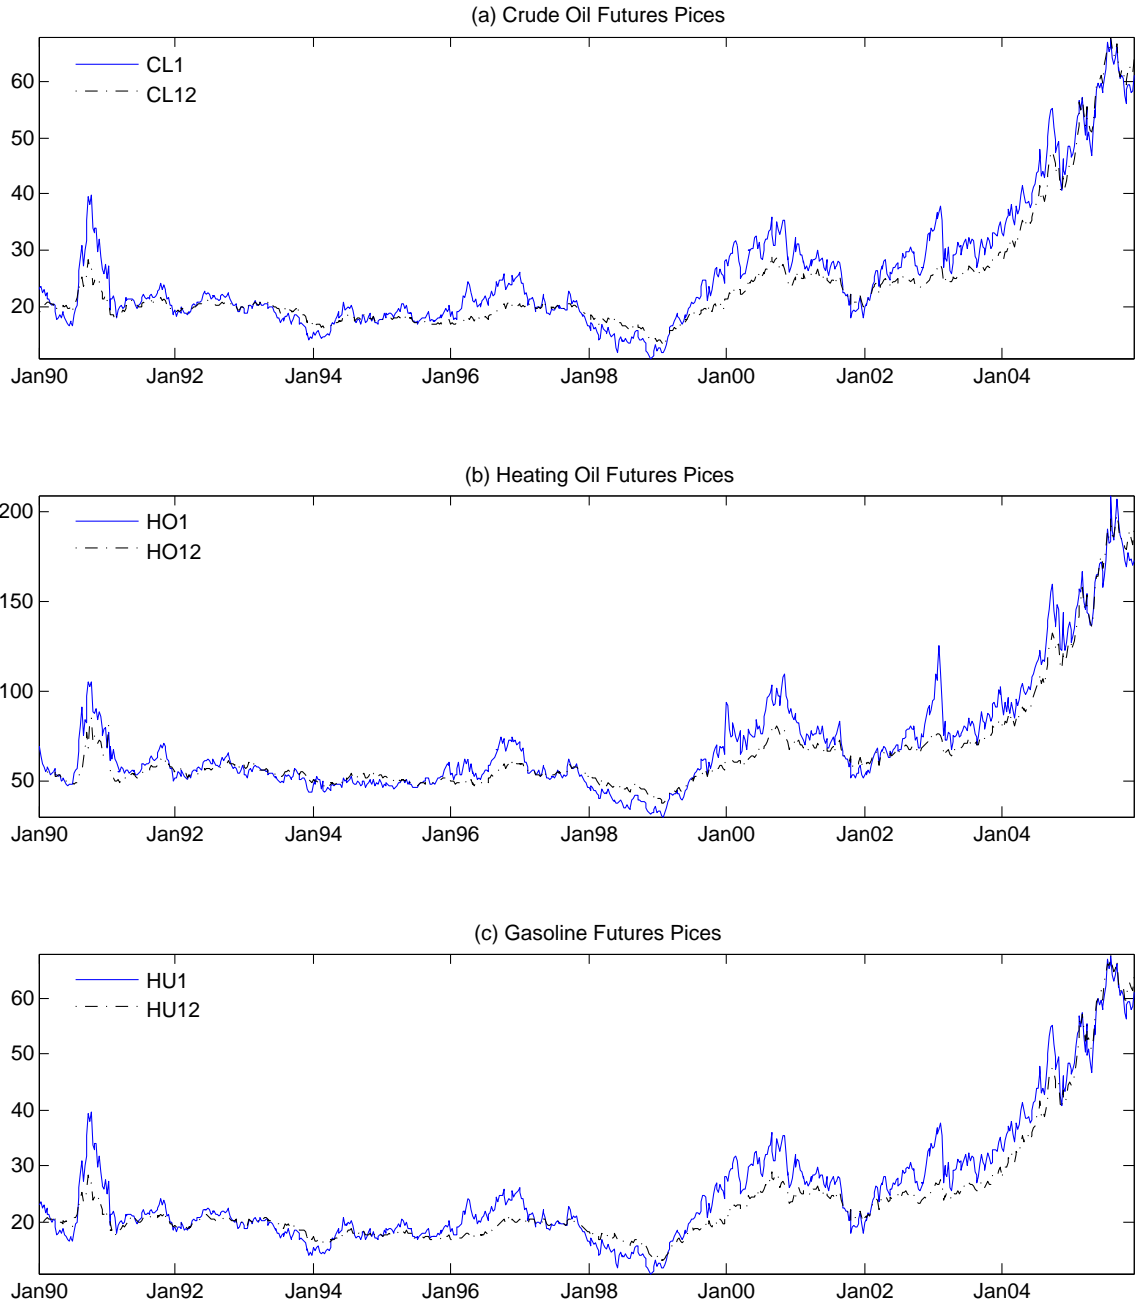 (a) Crude Oil Futures Pices
CL1
CL12
60
50
40
30
20
Jan90 Jan92 Jan94 Jan96 Jan98 Jan00 Jan02 Jan04
(b) Heating Oil Futures Pices
HO1
HO12
200
150
100
50
Jan90 Jan92 Jan94 Jan96 Jan98 Jan00 Jan02 Jan04
(c) Gasoline Futures Pices
HU1
HU12
60
50
40
30
20
Jan90 Jan92 Jan94 Jan96 Jan98 Jan00 Jan02 Jan04